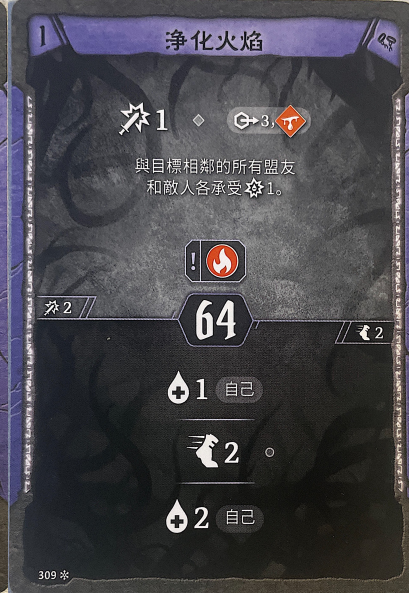 1 淨化火焰
1 3,
與目標相鄰的所有盟友
和敵人各承受 1。
!
2 64 2
1 自己
2
2 自己
309